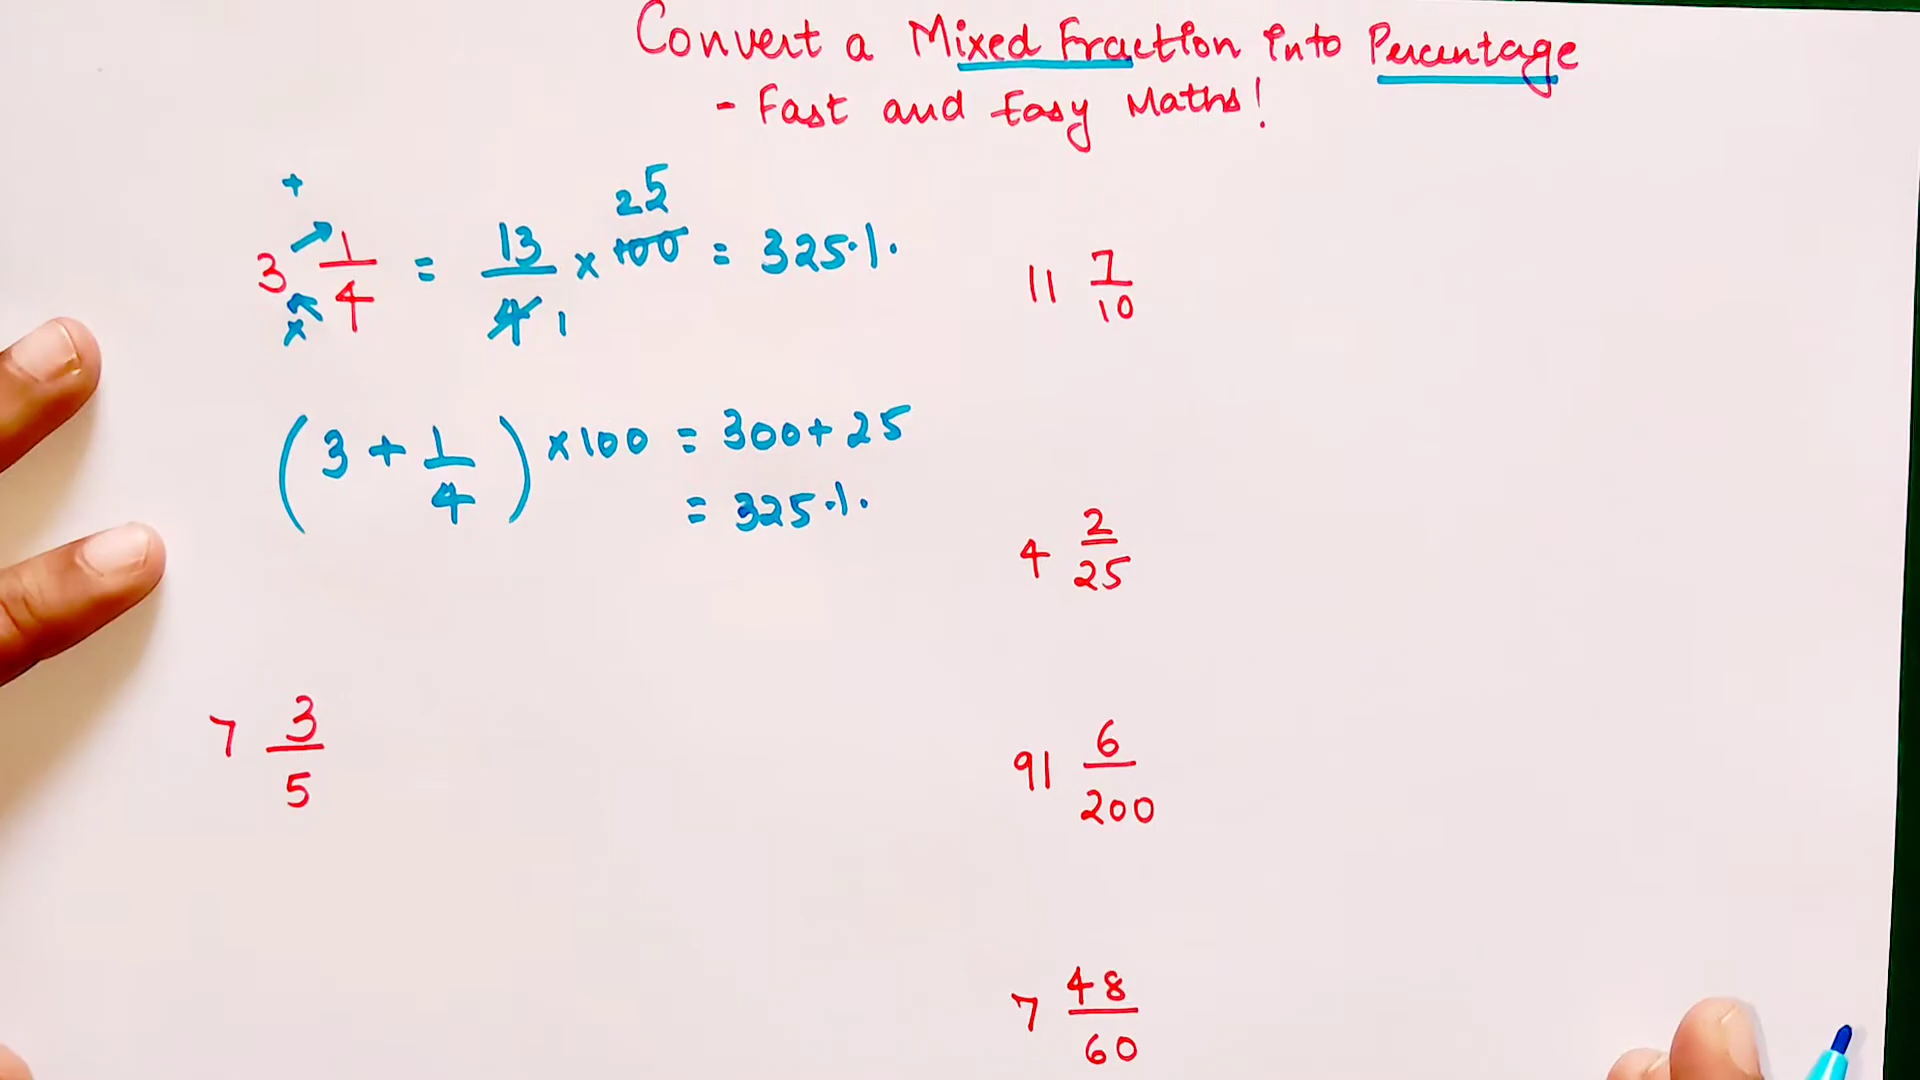 Convert a Mixed Fraction into Percentage
- Fast and Easy Maths!
3 1/4 = 13/4 1 x 100 25 = 325%
+
x
(3 + 1/4) x 100 = 300 + 25
= 325%
7 3/5
11 7/10
4 2/25
91 6/200
7 48/60